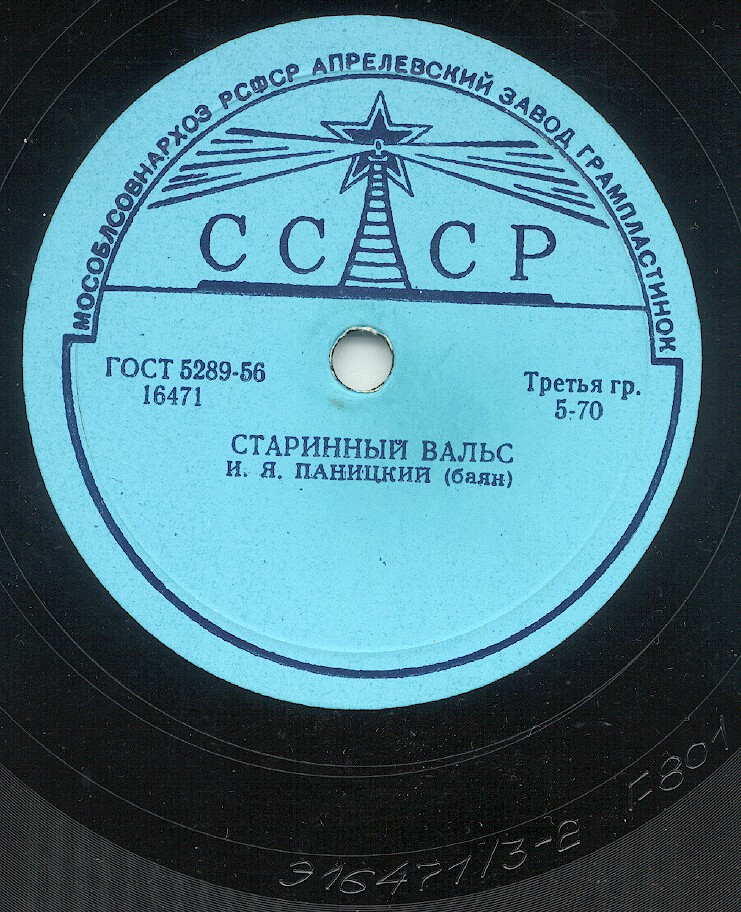 МОСОБЛСОВНАРХОЗ РСФСР АПРЕЛЕВСКИЙ ЗАВОД ГРАМПЛАСТИНОК
СССР
ГОСТ 5289-56
16471
Третья гр.
5-70
СТАРИННЫЙ ВАЛЬС
И. Я. ПАНИЦКИЙ (баян)
Э16471/3-2 F801